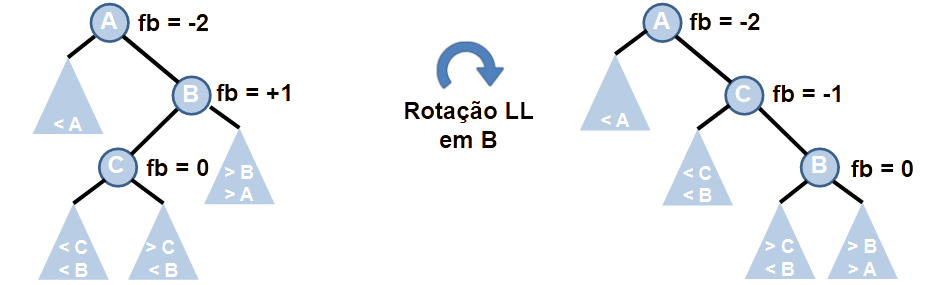 A fb = -2
B fb = +1
< A
C fb = 0
> B
> A
< C
< B
> C
< B
Rotação LL
em B
A fb = -2
C fb = -1
< A
< C
< B
B fb = 0
> C
< B
> B
> A